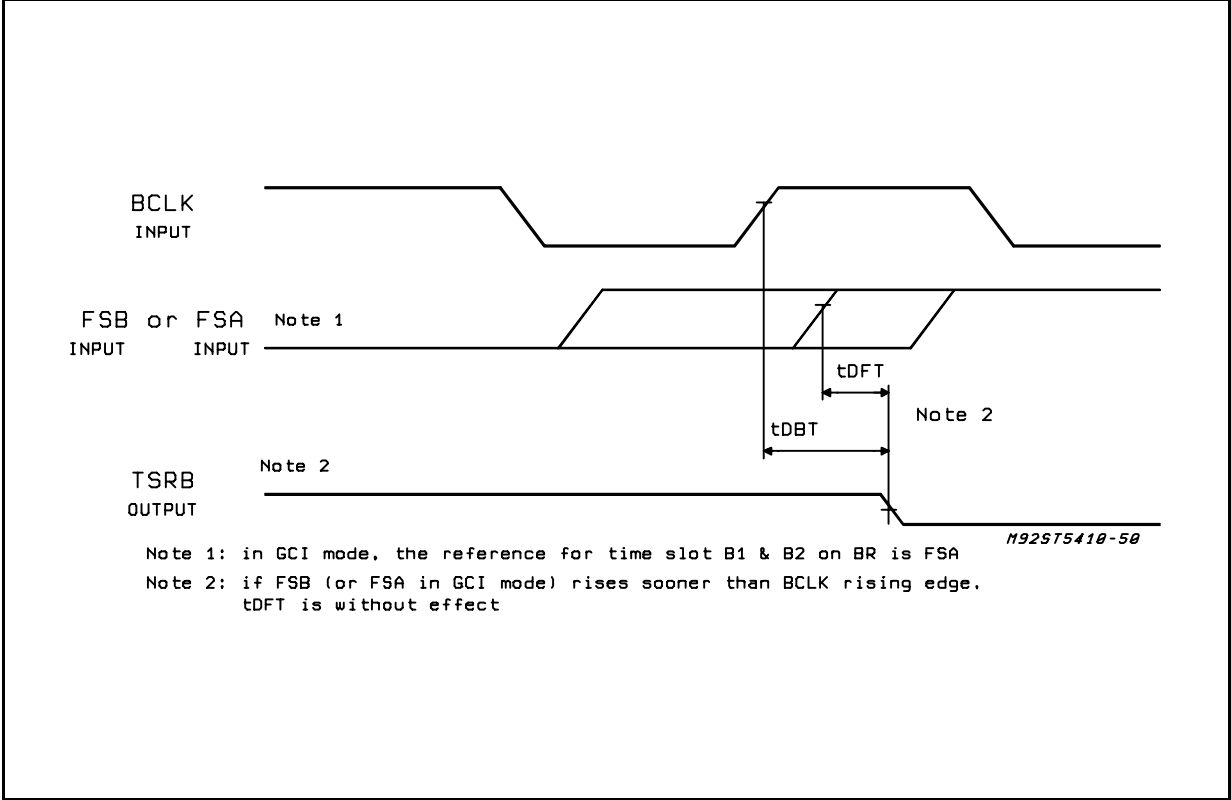 BCLK
INPUT
FSB or FSA Note 1
INPUT INPUT
tDFT
Note 2
tDBT
Note 2
TSRB
OUTPUT
M92ST5410-50
Note 1: in GCI mode, the reference for time slot B1 & B2 on BR is FSA
Note 2: if FSB (or FSA in GCI mode) rises sooner than BCLK rising edge,
tDFT is without effect